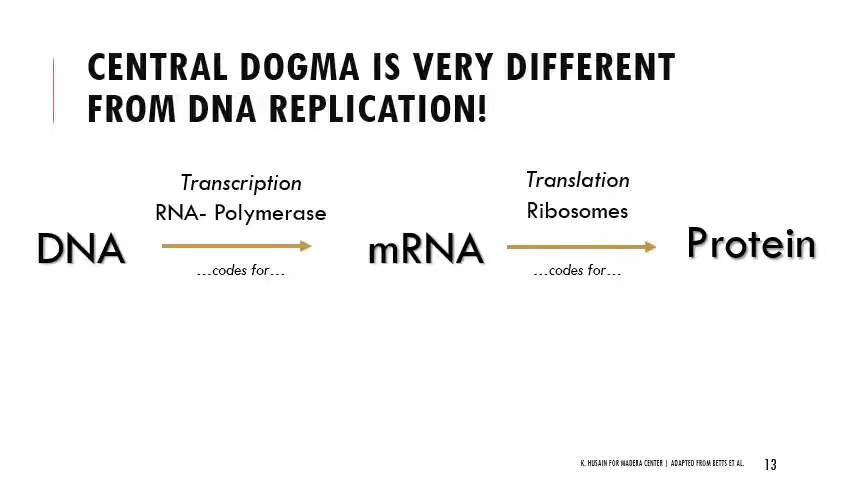 CENTRAL DOGMA IS VERY DIFFERENT
FROM DNA REPLICATION!
Transcription
RNA- Polymerase
Translation
Ribosomes
DNA
mRNA
Protein
...codes for...
...codes for...
K. HUSAIN FOR MADERA CENTER | ADAPTED FROM BETTS ET AL.
13